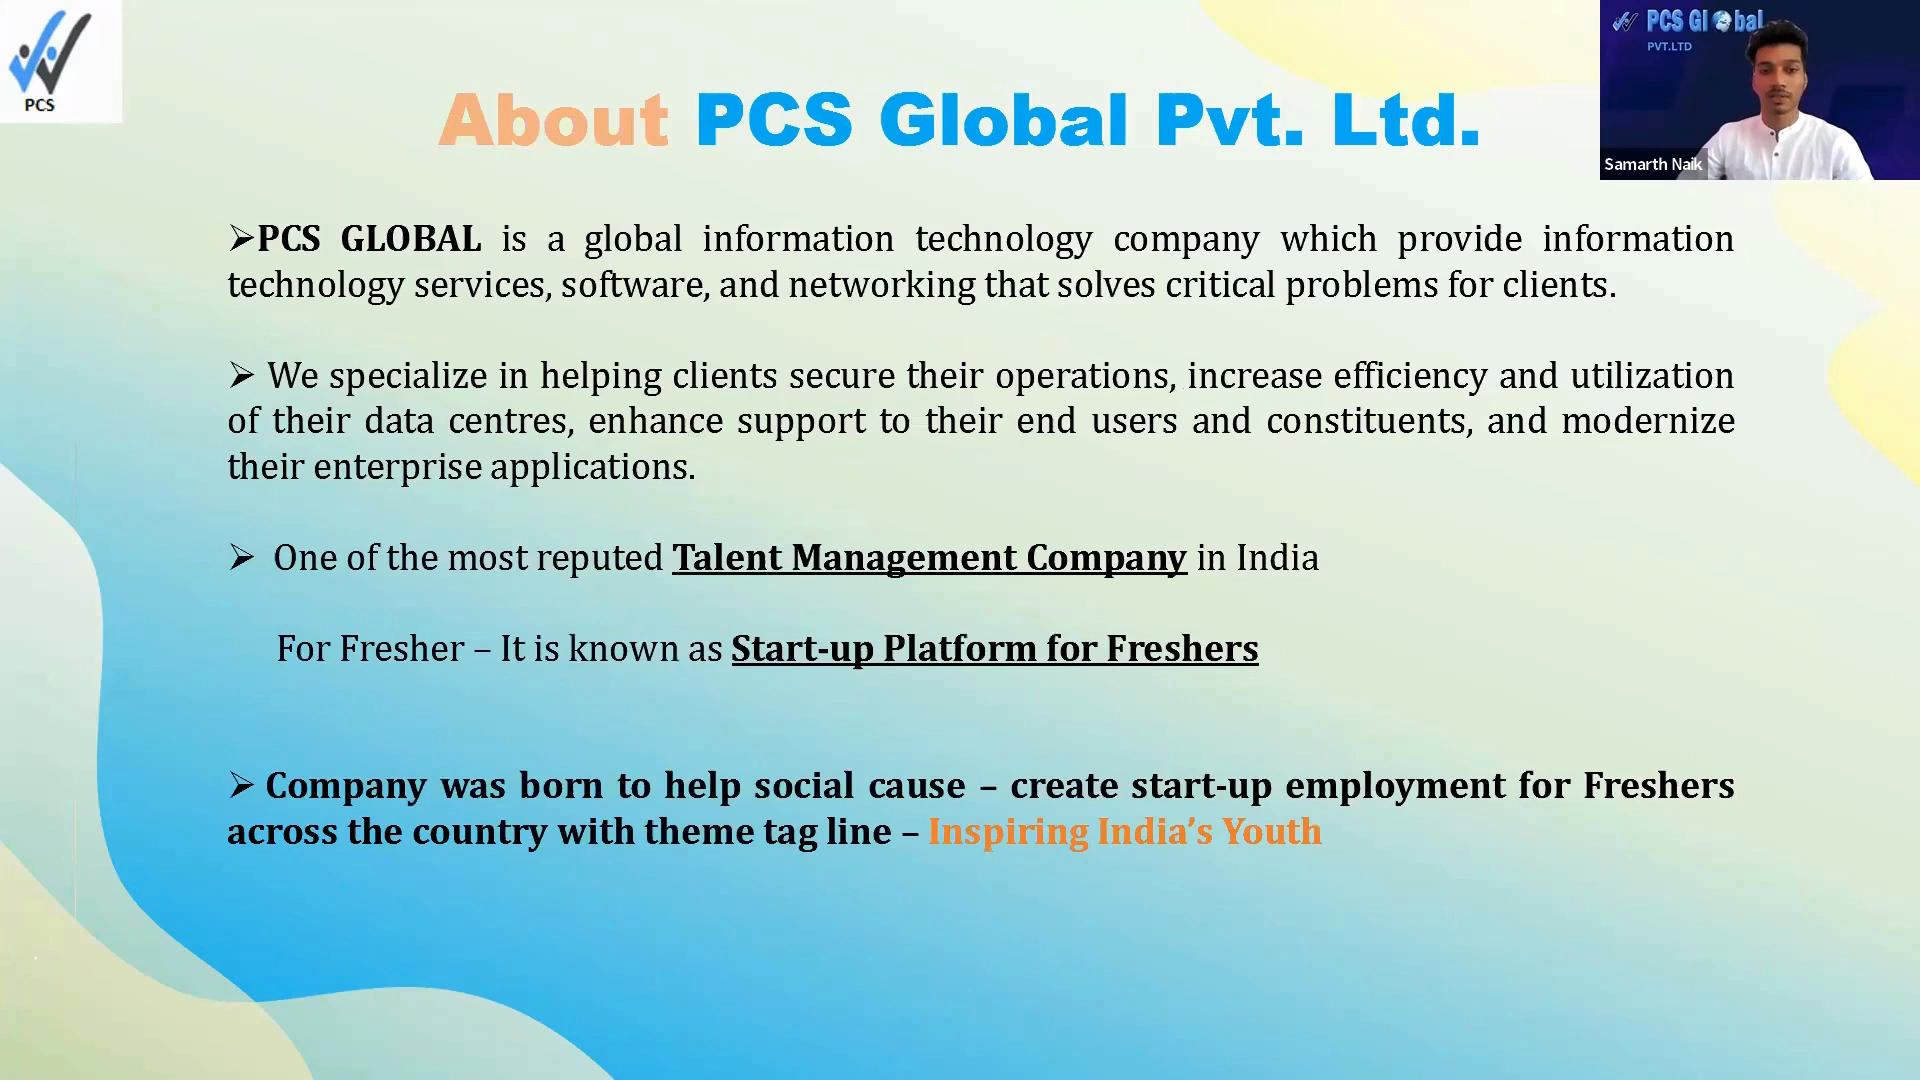 PCS
About PCS Global Pvt. Ltd.
PCS Gl bal
PVT.LTD
Samarth Naik
➢PCS GLOBAL is a global information technology company which provide information
technology services, software, and networking that solves critical problems for clients.
➢ We specialize in helping clients secure their operations, increase efficiency and utilization
of their data centres, enhance support to their end users and constituents, and modernize
their enterprise applications.
➢ One of the most reputed Talent Management Company in India
For Fresher – It is known as Start-up Platform for Freshers
➢ Company was born to help social cause – create start-up employment for Freshers
across the country with theme tag line – Inspiring India’s Youth